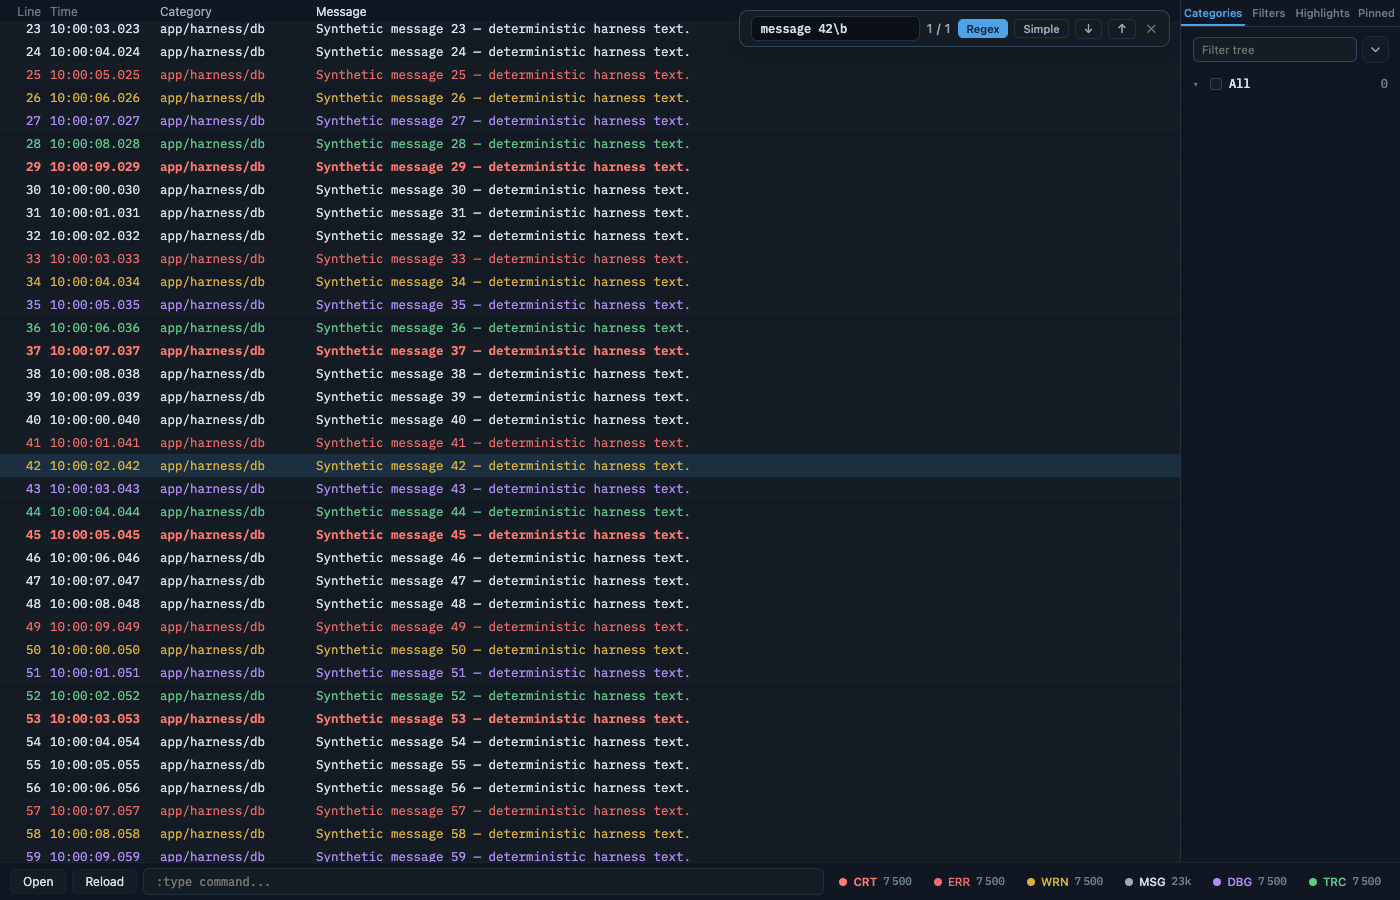 Line Time Category Message
23 10:00:03.023 app/harness/db Synthetic message 23 — deterministic harness text.
24 10:00:04.024 app/harness/db Synthetic message 24 — deterministic harness text.
25 10:00:05.025 app/harness/db Synthetic message 25 — deterministic harness text.
26 10:00:06.026 app/harness/db Synthetic message 26 — deterministic harness text.
27 10:00:07.027 app/harness/db Synthetic message 27 — deterministic harness text.
28 10:00:08.028 app/harness/db Synthetic message 28 — deterministic harness text.
29 10:00:09.029 app/harness/db Synthetic message 29 — deterministic harness text.
30 10:00:00.030 app/harness/db Synthetic message 30 — deterministic harness text.
31 10:00:01.031 app/harness/db Synthetic message 31 — deterministic harness text.
32 10:00:02.032 app/harness/db Synthetic message 32 — deterministic harness text.
33 10:00:03.033 app/harness/db Synthetic message 33 — deterministic harness text.
34 10:00:04.034 app/harness/db Synthetic message 34 — deterministic harness text.
35 10:00:05.035 app/harness/db Synthetic message 35 — deterministic harness text.
36 10:00:06.036 app/harness/db Synthetic message 36 — deterministic harness text.
37 10:00:07.037 app/harness/db Synthetic message 37 — deterministic harness text.
38 10:00:08.038 app/harness/db Synthetic message 38 — deterministic harness text.
39 10:00:09.039 app/harness/db Synthetic message 39 — deterministic harness text.
40 10:00:00.040 app/harness/db Synthetic message 40 — deterministic harness text.
41 10:00:01.041 app/harness/db Synthetic message 41 — deterministic harness text.
42 10:00:02.042 app/harness/db Synthetic message 42 — deterministic harness text.
43 10:00:03.043 app/harness/db Synthetic message 43 — deterministic harness text.
44 10:00:04.044 app/harness/db Synthetic message 44 — deterministic harness text.
45 10:00:05.045 app/harness/db Synthetic message 45 — deterministic harness text.
46 10:00:06.046 app/harness/db Synthetic message 46 — deterministic harness text.
47 10:00:07.047 app/harness/db Synthetic message 47 — deterministic harness text.
48 10:00:08.048 app/harness/db Synthetic message 48 — deterministic harness text.
49 10:00:09.049 app/harness/db Synthetic message 49 — deterministic harness text.
50 10:00:00.050 app/harness/db Synthetic message 50 — deterministic harness text.
51 10:00:01.051 app/harness/db Synthetic message 51 — deterministic harness text.
52 10:00:02.052 app/harness/db Synthetic message 52 — deterministic harness text.
53 10:00:03.053 app/harness/db Synthetic message 53 — deterministic harness text.
54 10:00:04.054 app/harness/db Synthetic message 54 — deterministic harness text.
55 10:00:05.055 app/harness/db Synthetic message 55 — deterministic harness text.
56 10:00:06.056 app/harness/db Synthetic message 56 — deterministic harness text.
57 10:00:07.057 app/harness/db Synthetic message 57 — deterministic harness text.
58 10:00:08.058 app/harness/db Synthetic message 58 — deterministic harness text.
59 10:00:09.059 app/harness/db Synthetic message 59 — deterministic harness text.
message 42\b 1 / 1 Regex Simple ↓ ↑ ×
Categories Filters Highlights Pinned
Filter tree
All 0
Open Reload :type command... CRT 7 500 ERR 7 500 WRN 7 500 MSG 23k DBG 7 500 TRC 7 500